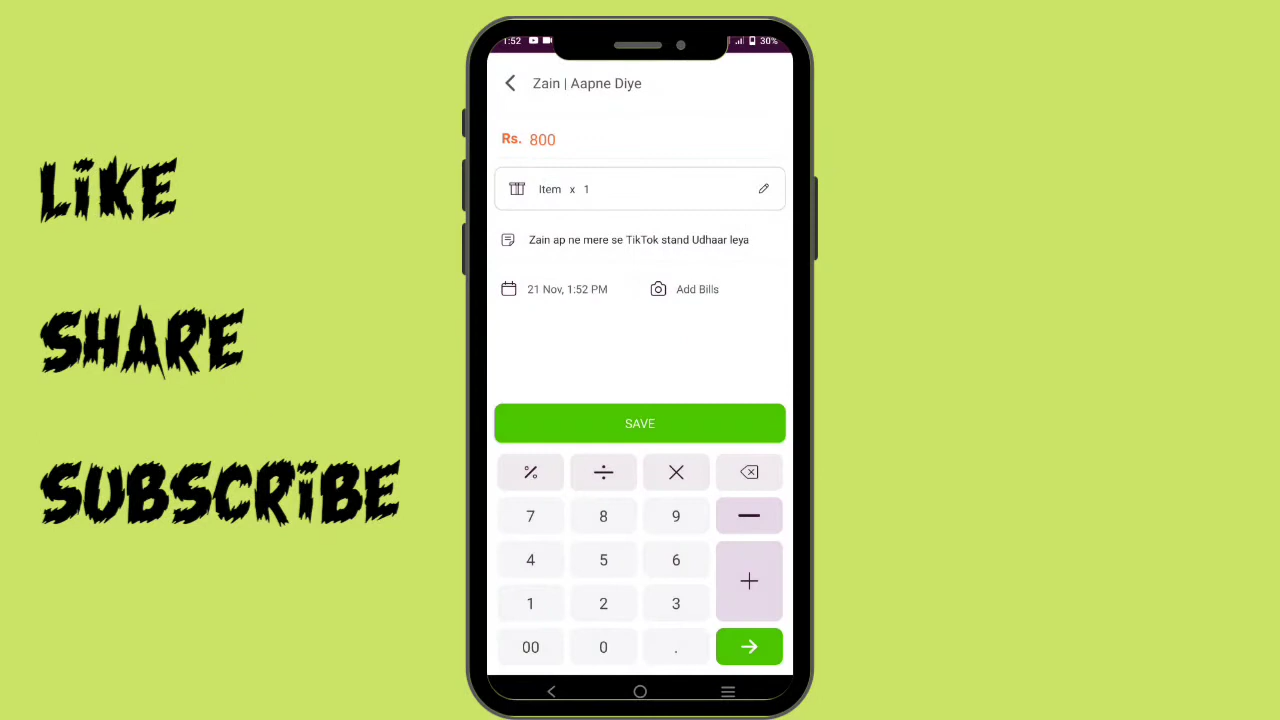 LIKE
SHARE
SUBSCRIBE
1:52 30%
Zain | Aapne Diye
Rs. 800
Item x 1
Zain ap ne mere se TikTok stand Udhaar leya
21 Nov, 1:52 PM Add Bills
SAVE
% ÷ ×
7 8 9 −
4 5 6 +
1 2 3
00 0 .